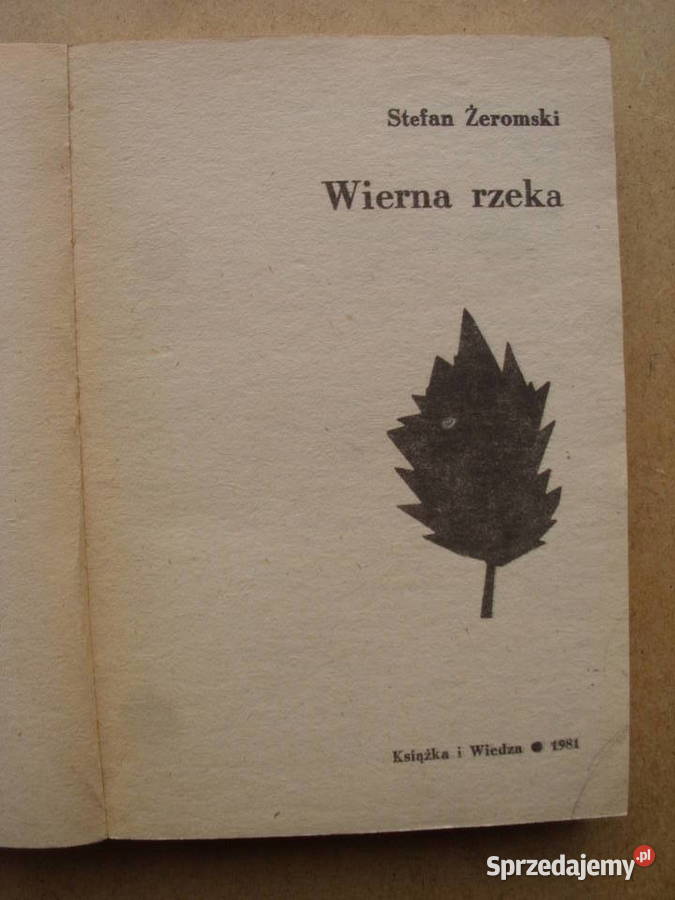 Stefan Żeromski
Wierna rzeka
Książka i Wiedza ● 1981
Sprzedajemy.pl